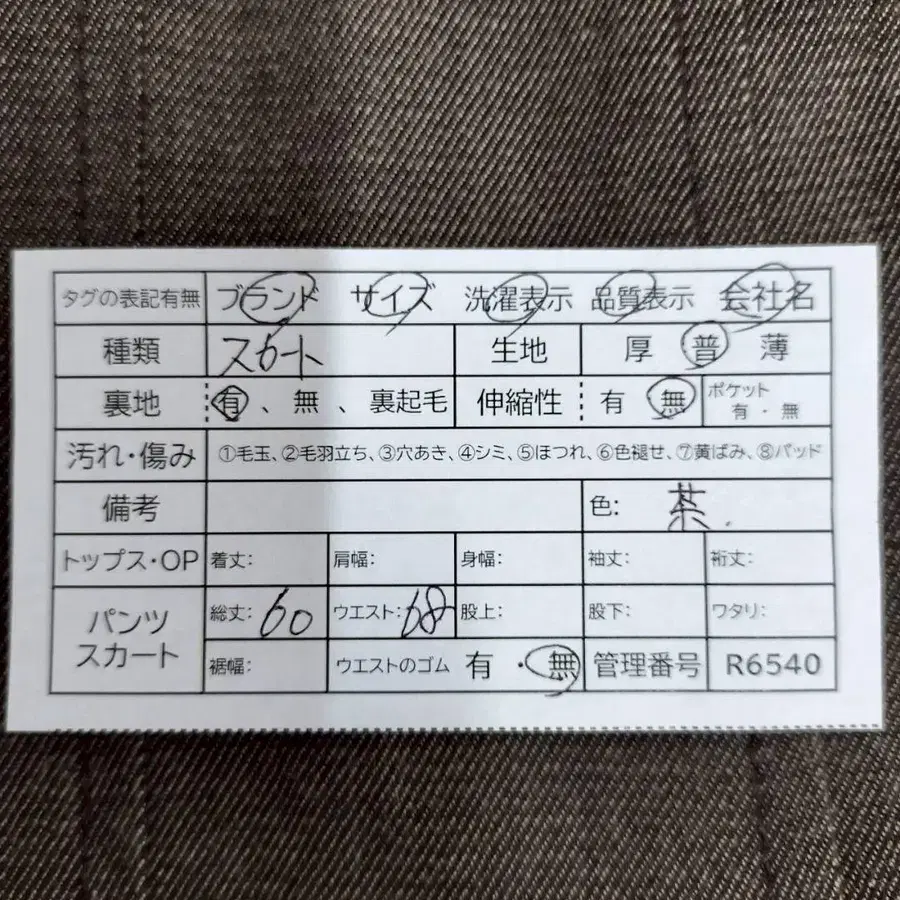 タグの表記有無 ブランド サイズ 洗濯表示 品質表示 会社名
種類 スカート 生地 厚 普 薄
裏地 有 、 無 、 裏起毛 伸縮性 有 無 ポケット 有 ・ 無
汚れ・傷み ①毛玉、②毛羽立ち、③穴あき、④シミ、⑤ほつれ、⑥色褪せ、⑦黄ばみ、⑧パッド
備考 色: 茶.
トップス・OP 着丈: 肩幅: 身幅: 袖丈: 裄丈:
パンツ スカート 総丈: 60 ウエスト: 68 股上: 股下: ワタリ:
裾幅: ウエストのゴム 有 ・ 無 管理番号 R6540